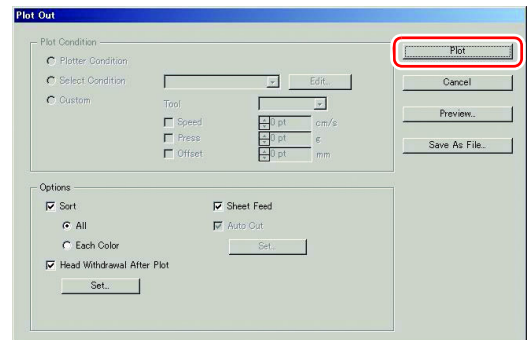 Plot Out
Plot Condition
Plotter Condition
Select Condition
Edit...
Custom
Tool
Speed
0 pt
cm/s
Press
0 pt
g
Offset
0 pt
mm
Plot
Cancel
Preview...
Save As File...
Options
Sort
All
Each Color
Head Withdrawal After Plot
Set...
Sheet Feed
Auto Cut
Set...